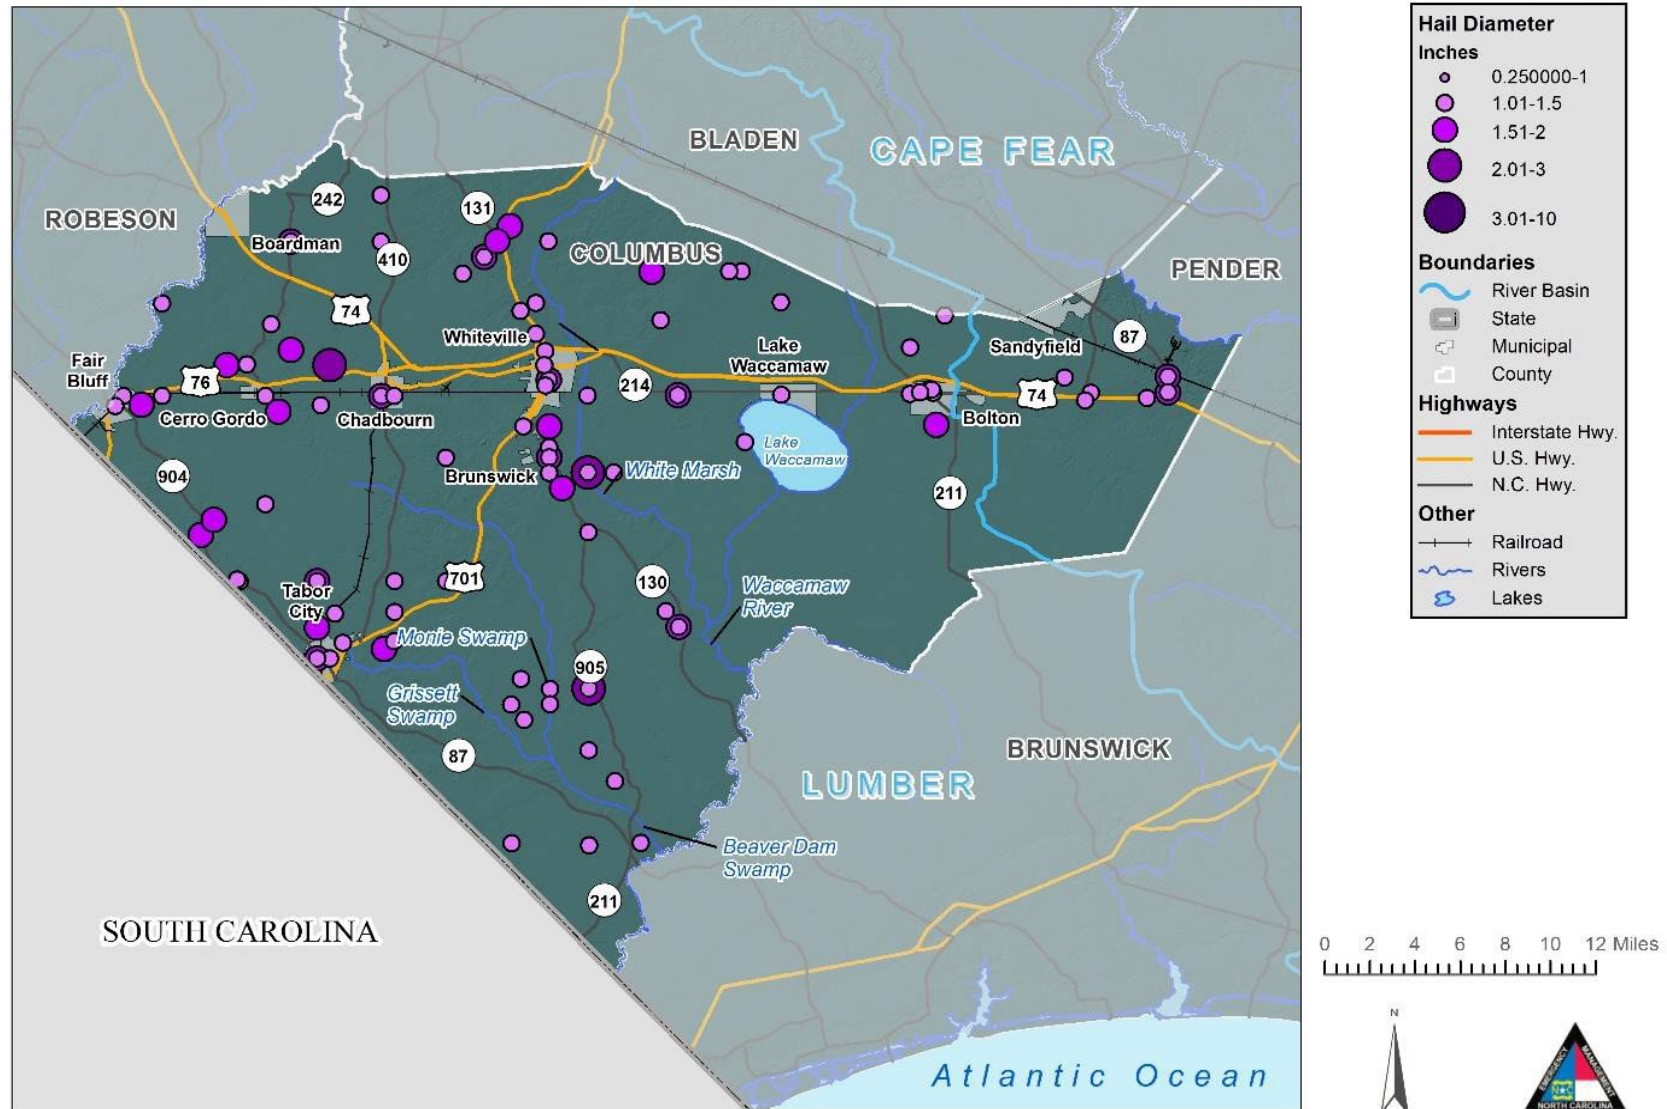 BLADEN
CAPE FEAR
ROBESON
242
131
Boardman
410
COLUMBUS
PENDER
74
Whiteville
87
Sandyfield
Lake
Waccamaw
Fair
Bluff
76
214
74
Cerro Gordo
Chadbourn
Bolton
Lake
Waccamaw
904
Brunswick
White Marsh
211
701
130
Tabor
City
Waccamaw
River
Monie Swamp
905
Grissett
Swamp
87
BRUNSWICK
LUMBER
Beaver Dam
Swamp
211
SOUTH CAROLINA
Atlantic Ocean
Hail Diameter
Inches
0.250000-1
1.01-1.5
1.51-2
2.01-3
3.01-10
Boundaries
River Basin
State
Municipal
County
Highways
Interstate Hwy.
U.S. Hwy.
N.C. Hwy.
Other
Railroad
Rivers
Lakes
0 2 4 6 8 10 12 Miles
N
EMERGENCY
MANAGEMENT
NORTH CAROLINA